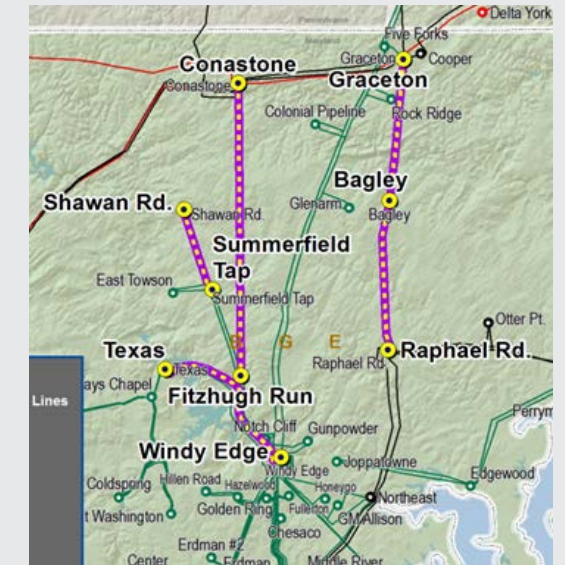 Delta York
Pennsylvania
Maryland
Five Forks
Graceton
Cooper
Conastone
Conastone
Graceton
Colonial Pipeline
Rock Ridge
Bagley
Shawan Rd.
Shawan Rd.
Glenarm
Bagley
Summerfield
Tap
East Towson
Summerfield Tap
Otter Pt.
B G E
Texas
Texas
Raphael Rd
Raphael Rd.
ays Chapel
Lines
Fitzhugh Run
Perrym
Notch Cliff
Gunpowder
Windy Edge
Windy Edge
Joppatowne
Edgewood
Coldspring
Hillen Road
Hazelwood
Honeygo
Northeast
t Washington
Golden Ring
Fullerton
GM Allison
Chesaco
Erdman #2
Center
Erdman
Middle River